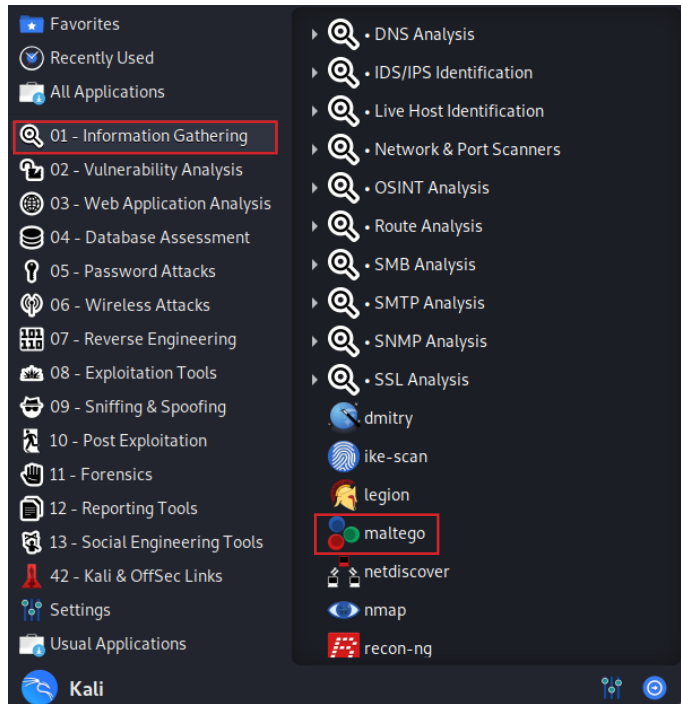 Favorites
Recently Used
All Applications
01 - Information Gathering
02 - Vulnerability Analysis
03 - Web Application Analysis
04 - Database Assessment
05 - Password Attacks
06 - Wireless Attacks
07 - Reverse Engineering
08 - Exploitation Tools
09 - Sniffing & Spoofing
10 - Post Exploitation
11 - Forensics
12 - Reporting Tools
13 - Social Engineering Tools
42 - Kali & OffSec Links
Settings
Usual Applications
• DNS Analysis
• IDS/IPS Identification
• Live Host Identification
• Network & Port Scanners
• OSINT Analysis
• Route Analysis
• SMB Analysis
• SMTP Analysis
• SNMP Analysis
• SSL Analysis
dmitry
ike-scan
legion
maltego
netdiscover
nmap
recon-ng
Kali